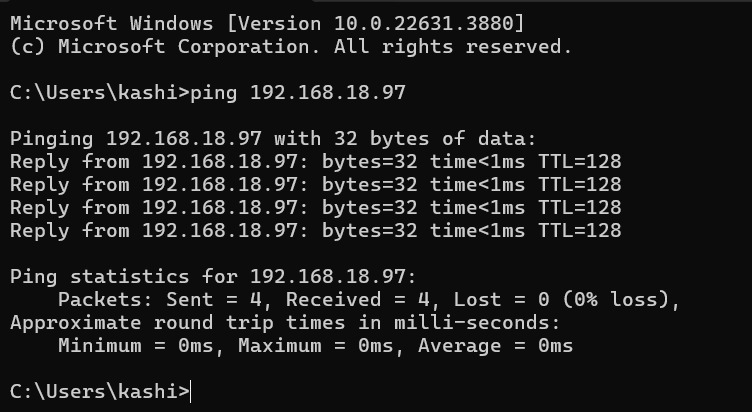 Microsoft Windows [Version 10.0.22631.3880]
(c) Microsoft Corporation. All rights reserved.
C:\Users\kashi>ping 192.168.18.97
Pinging 192.168.18.97 with 32 bytes of data:
Reply from 192.168.18.97: bytes=32 time<1ms TTL=128
Reply from 192.168.18.97: bytes=32 time<1ms TTL=128
Reply from 192.168.18.97: bytes=32 time<1ms TTL=128
Reply from 192.168.18.97: bytes=32 time<1ms TTL=128
Ping statistics for 192.168.18.97:
    Packets: Sent = 4, Received = 4, Lost = 0 (0% loss),
Approximate round trip times in milli-seconds:
    Minimum = 0ms, Maximum = 0ms, Average = 0ms
C:\Users\kashi>